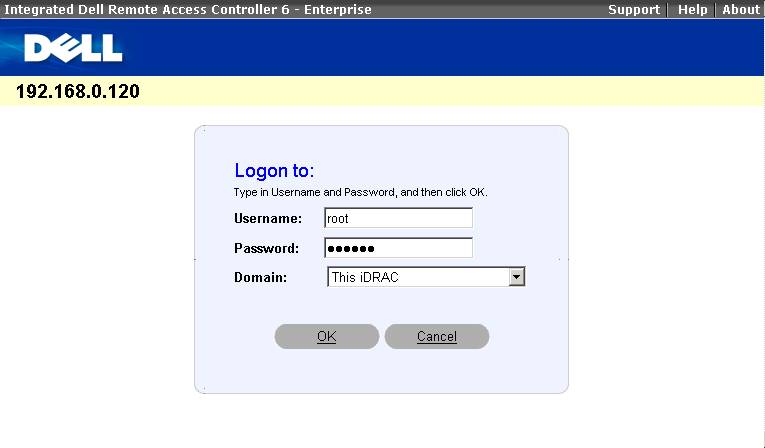 Integrated Dell Remote Access Controller 6 - Enterprise Support | Help | About
DELL
192.168.0.120
Logon to:
Type in Username and Password, and then click OK.
Username: root
Password: ●●●●●●
Domain: This iDRAC
OK Cancel